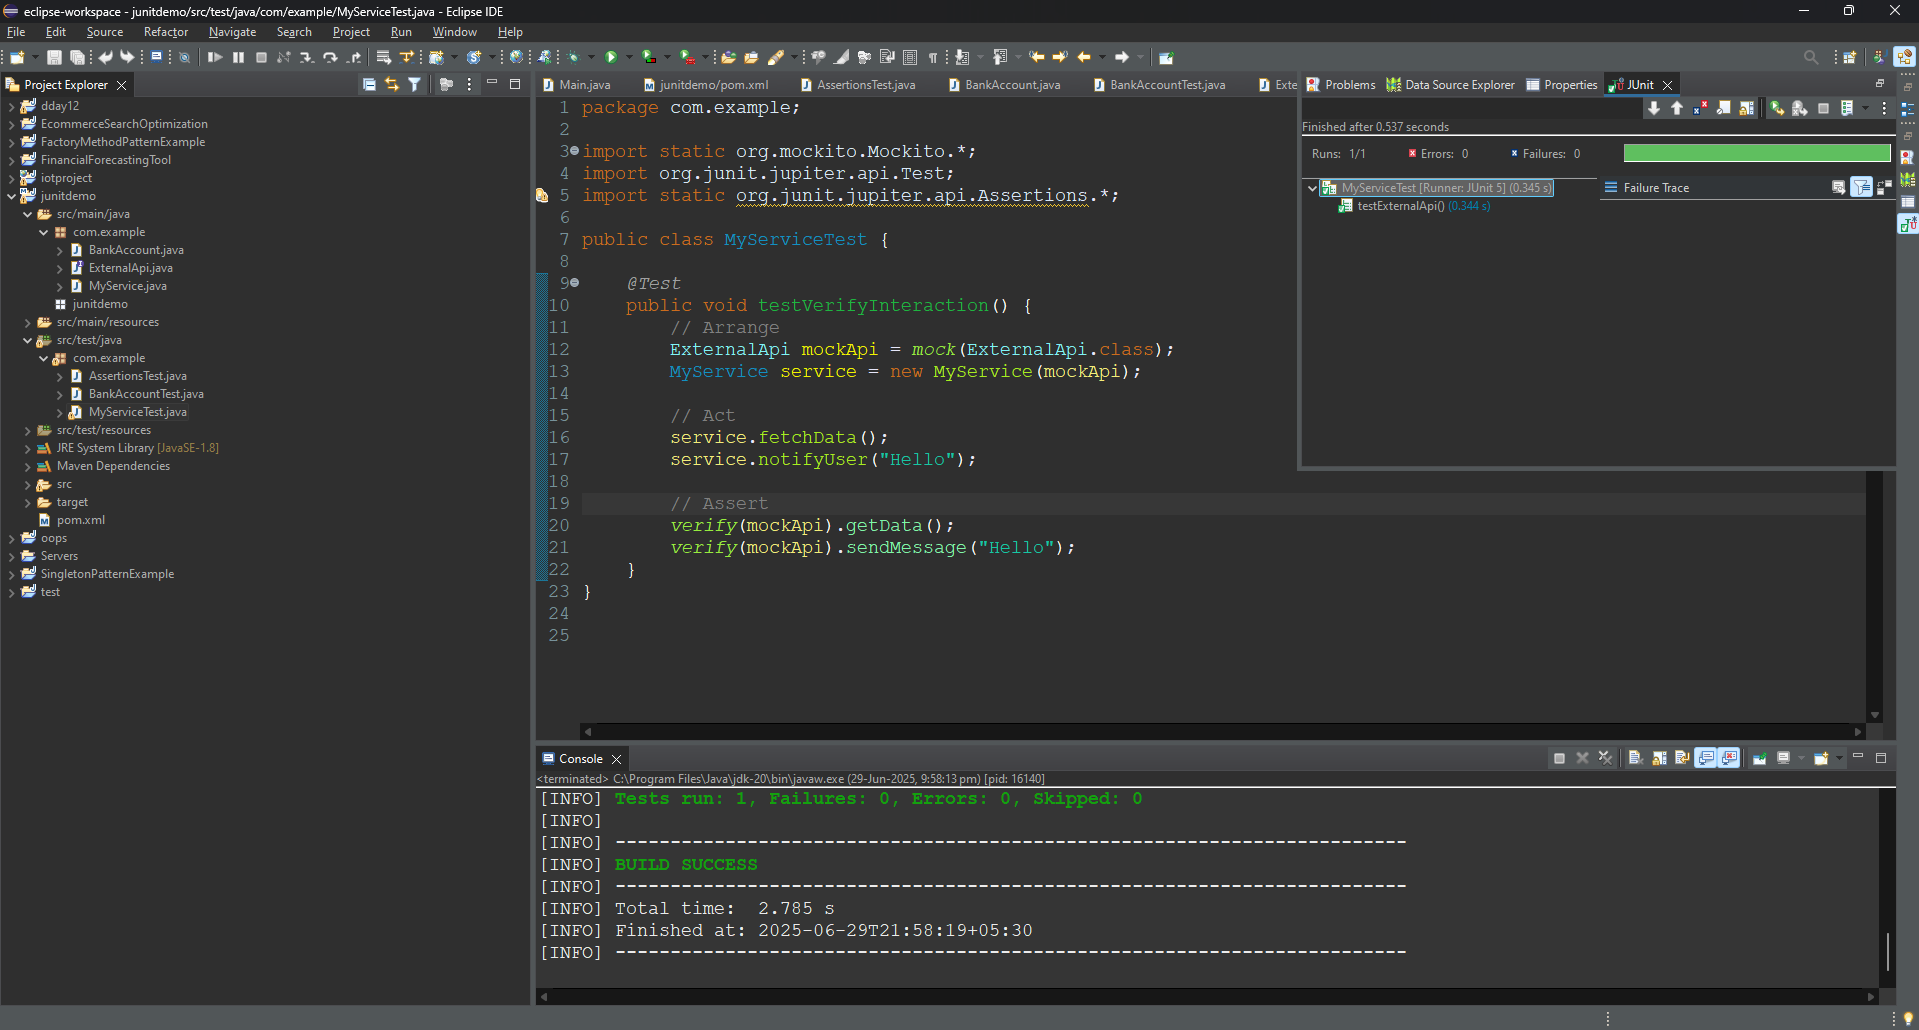 eclipse-workspace - junitdemo/src/test/java/com/example/MyServiceTest.java - Eclipse IDE
File Edit Source Refactor Navigate Search Project Run Window Help
Project Explorer
dday12
EcommerceSearchOptimization
FactoryMethodPatternExample
FinancialForecastingTool
iotproject
junitdemo
src/main/java
com.example
BankAccount.java
ExternalApi.java
MyService.java
junitdemo
src/main/resources
src/test/java
com.example
AssertionsTest.java
BankAccountTest.java
MyServiceTest.java
src/test/resources
JRE System Library [JavaSE-1.8]
Maven Dependencies
src
target
pom.xml
oops
Servers
SingletonPatternExample
test
Main.java junitdemo/pom.xml AssertionsTest.java BankAccount.java BankAccountTest.java Exte
1 package com.example;
2
3 import static org.mockito.Mockito.*;
4 import org.junit.jupiter.api.Test;
5 import static org.junit.jupiter.api.Assertions.*;
6
7 public class MyServiceTest {
8
9 @Test
10 public void testVerifyInteraction() {
11 // Arrange
12 ExternalApi mockApi = mock(ExternalApi.class);
13 MyService service = new MyService(mockApi);
14
15 // Act
16 service.fetchData();
17 service.notifyUser("Hello");
18
19 // Assert
20 verify(mockApi).getData();
21 verify(mockApi).sendMessage("Hello");
22 }
23 }
24
25
Problems Data Source Explorer Properties JUnit
Finished after 0.537 seconds
Runs: 1/1 Errors: 0 Failures: 0
MyServiceTest [Runner: JUnit 5] (0.345 s)
testExternalApi() (0.344 s)
Failure Trace
Console
<terminated> C:\Program Files\Java\jdk-20\bin\javaw.exe (29-Jun-2025, 9:58:13 pm) [pid: 16140]
[INFO] Tests run: 1, Failures: 0, Errors: 0, Skipped: 0
[INFO]
[INFO] ------------------------------------------------------------------------
[INFO] BUILD SUCCESS
[INFO] ------------------------------------------------------------------------
[INFO] Total time:  2.785 s
[INFO] Finished at: 2025-06-29T21:58:19+05:30
[INFO] ------------------------------------------------------------------------